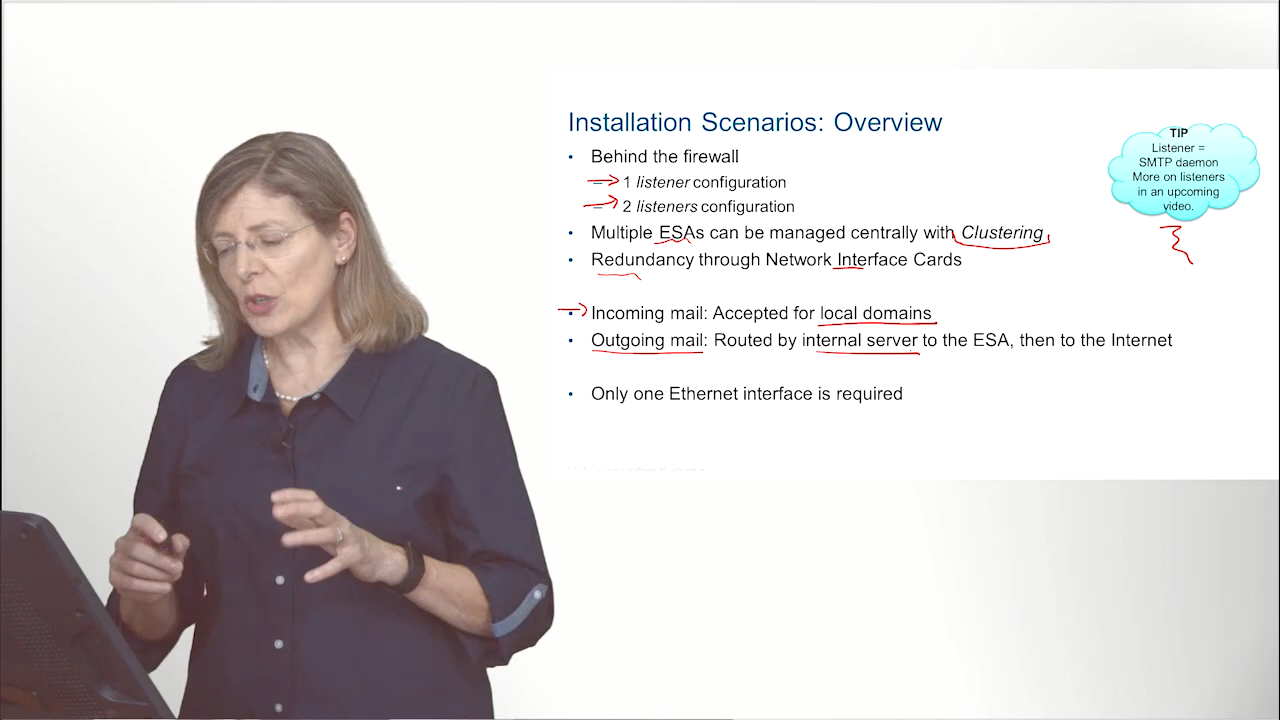 Installation Scenarios: Overview
• Behind the firewall
– 1 listener configuration
– 2 listeners configuration
• Multiple ESAs can be managed centrally with Clustering
• Redundancy through Network Interface Cards
• Incoming mail: Accepted for local domains
• Outgoing mail: Routed by internal server to the ESA, then to the Internet
• Only one Ethernet interface is required
TIP
Listener =
SMTP daemon
More on listeners
in an upcoming
video.